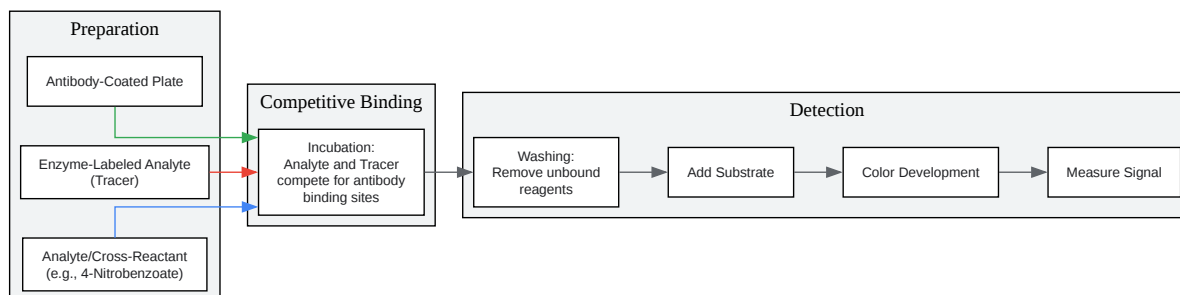 Preparation
Antibody-Coated Plate
Enzyme-Labeled Analyte
(Tracer)
Analyte/Cross-Reactant
(e.g., 4-Nitrobenzoate)
Competitive Binding
Incubation:
Analyte and Tracer
compete for antibody
binding sites
Detection
Washing:
Remove unbound
reagents
Add Substrate
Color Development
Measure Signal